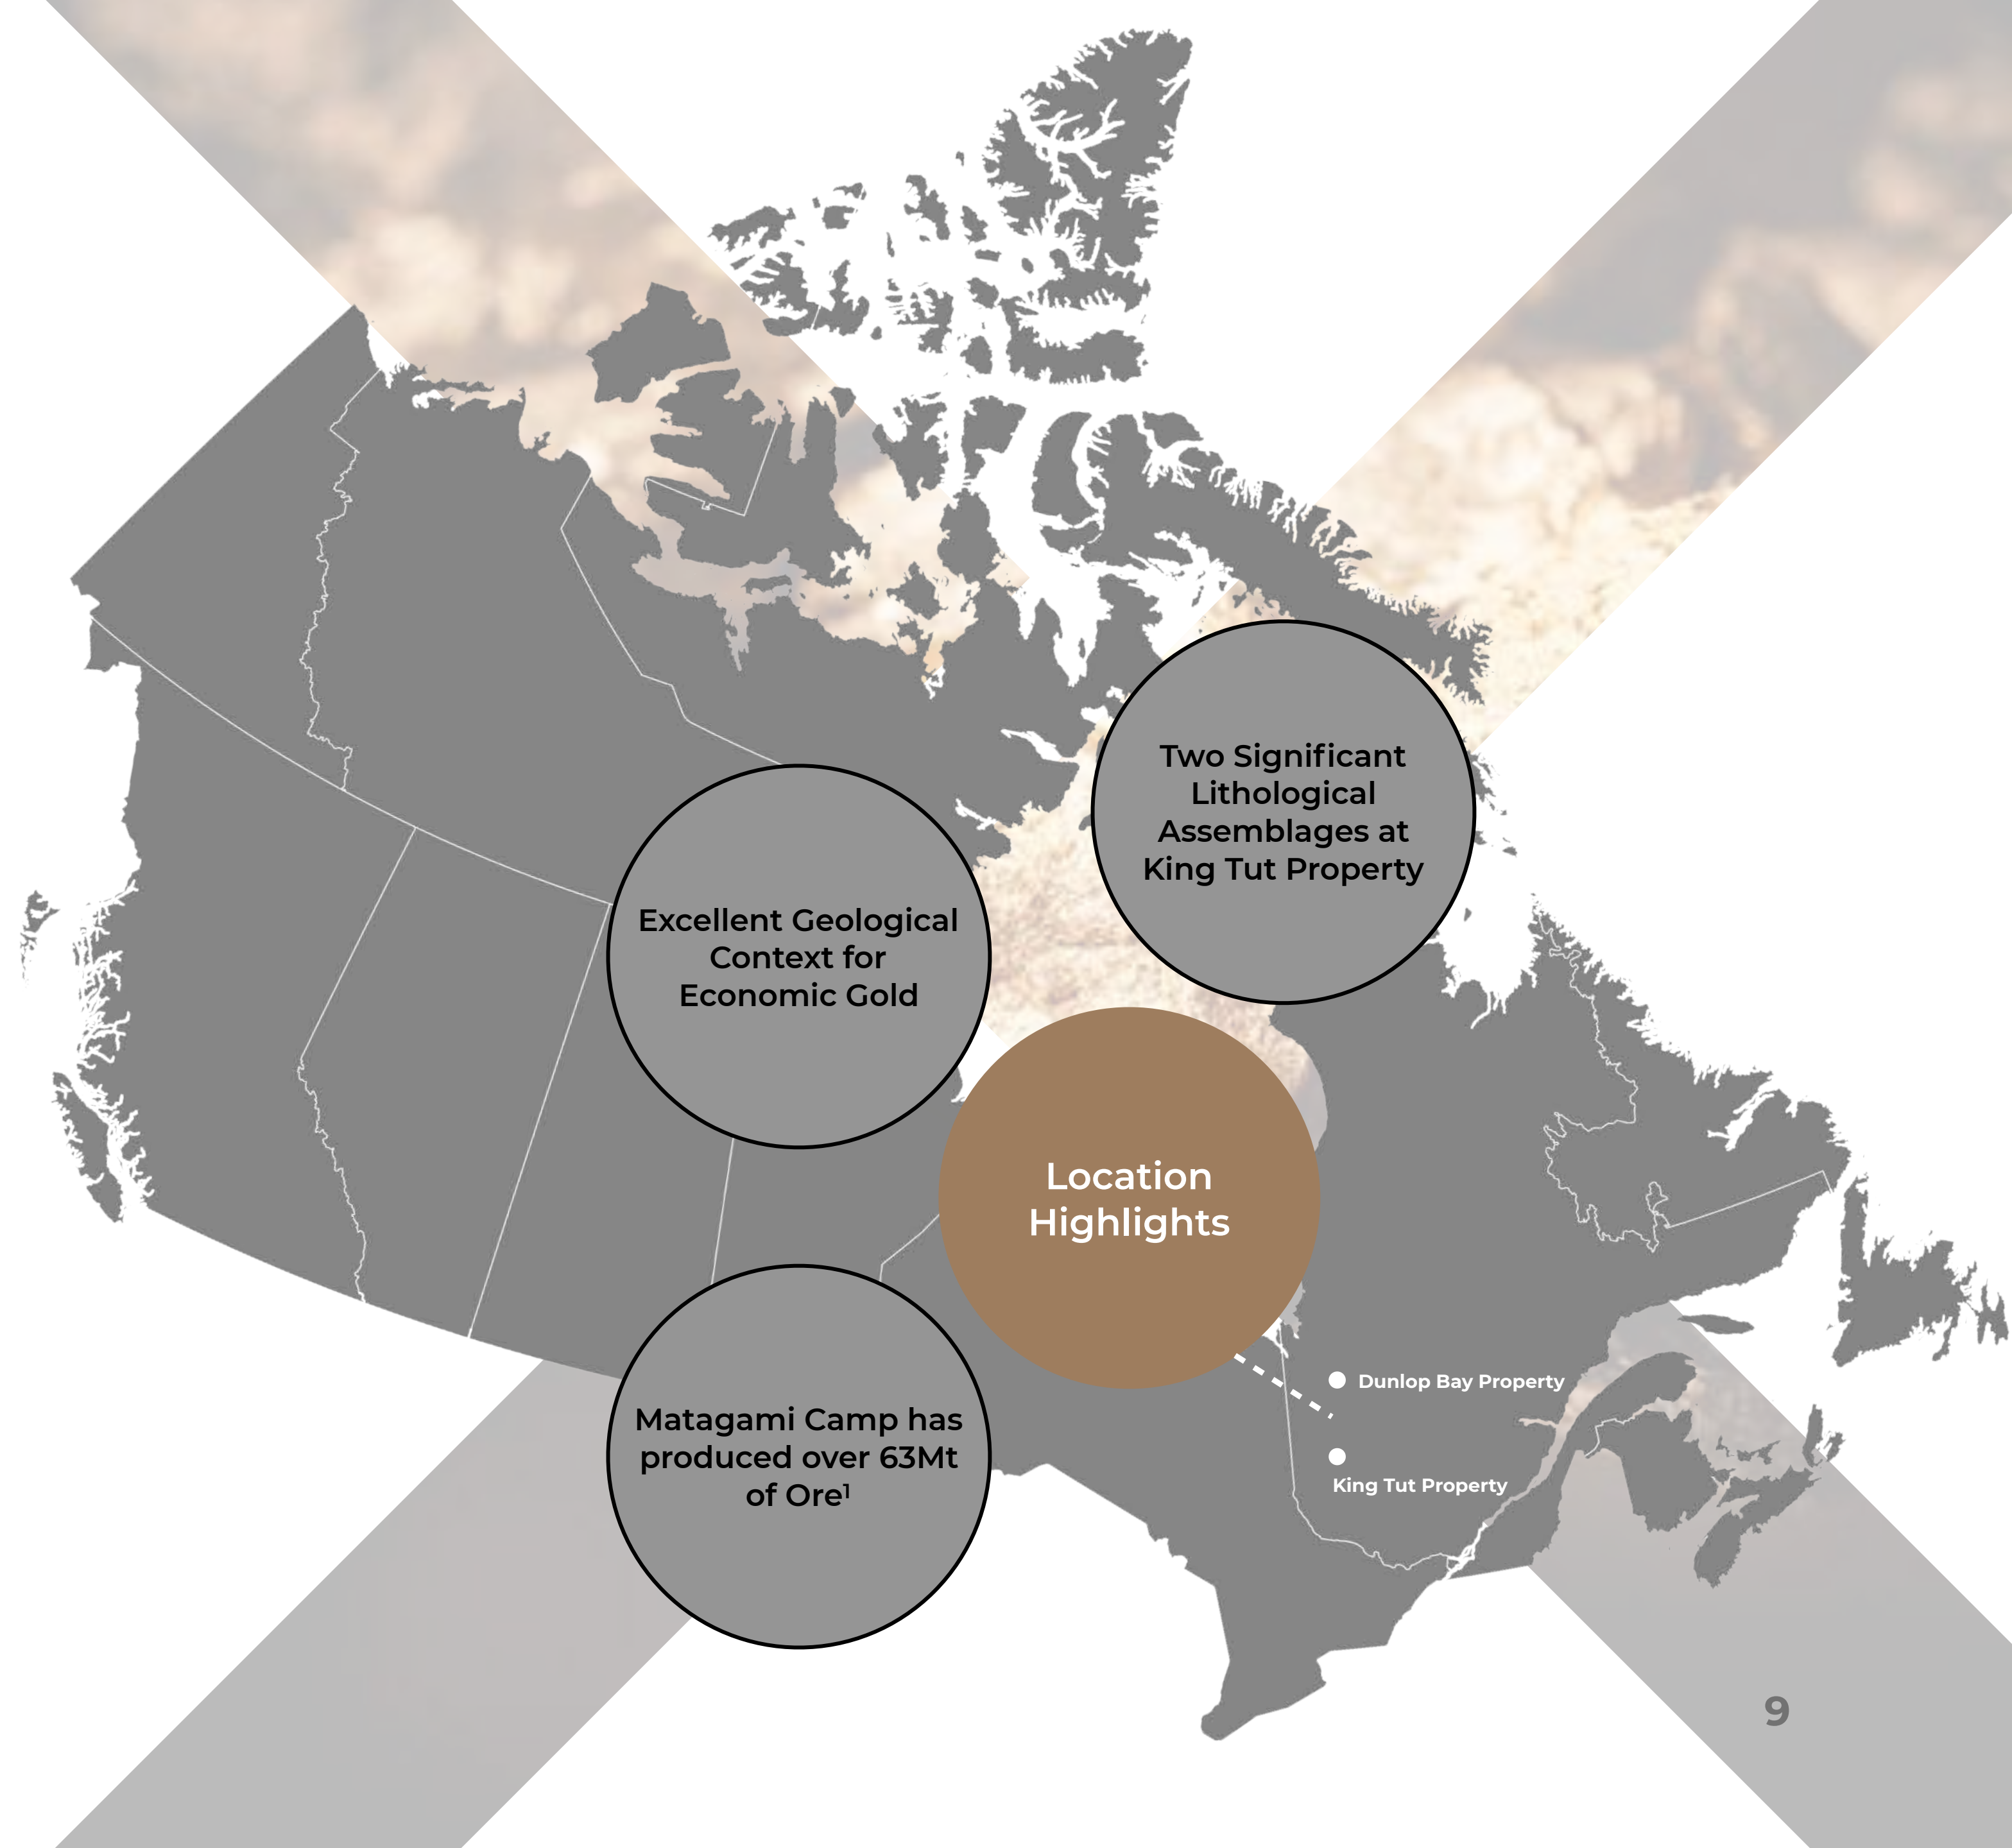 Two Significant
Lithological
Assemblages at
King Tut Property
Excellent Geological
Context for
Economic Gold
Location
Highlights
Matagami Camp has
produced over 63Mt
of Ore¹
Dunlop Bay Property
King Tut Property
9